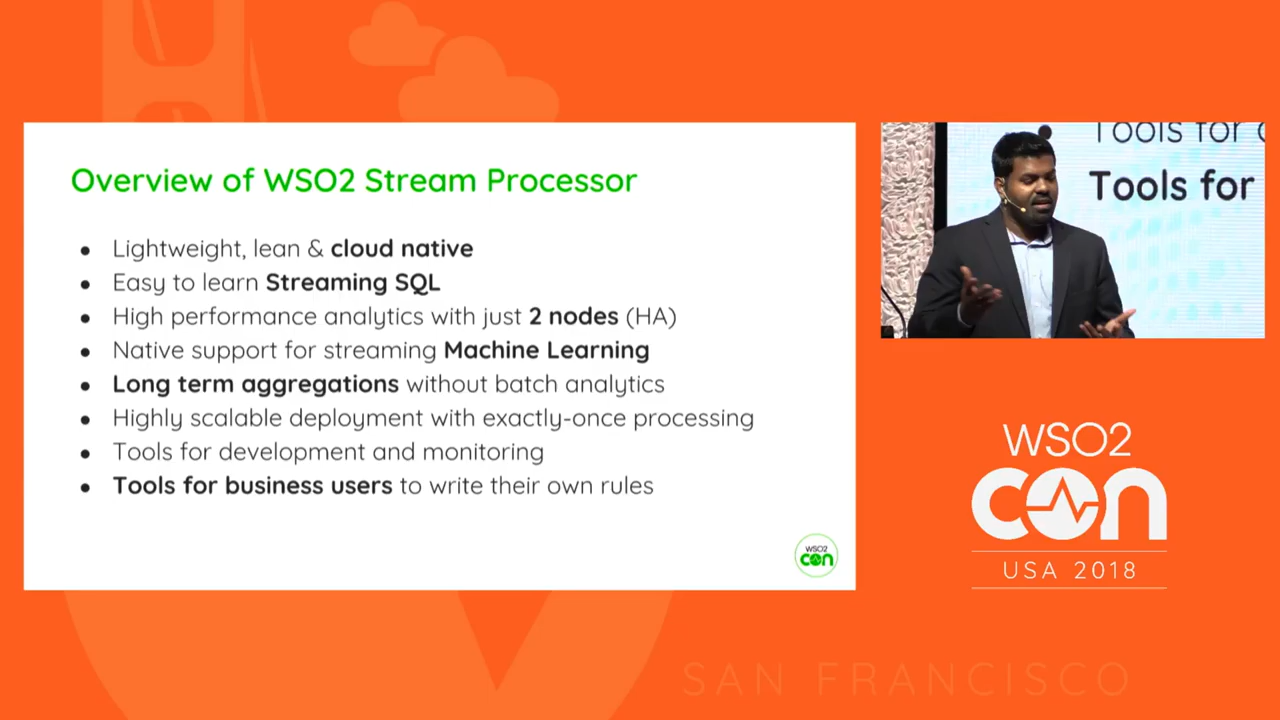 Overview of WSO2 Stream Processor
● Lightweight, lean & cloud native
● Easy to learn Streaming SQL
● High performance analytics with just 2 nodes (HA)
● Native support for streaming Machine Learning
● Long term aggregations without batch analytics
● Highly scalable deployment with exactly-once processing
● Tools for development and monitoring
● Tools for business users to write their own rules
WSO2
con
Tools for
Tools for
WSO2
con
USA 2018
SAN FRANCISCO